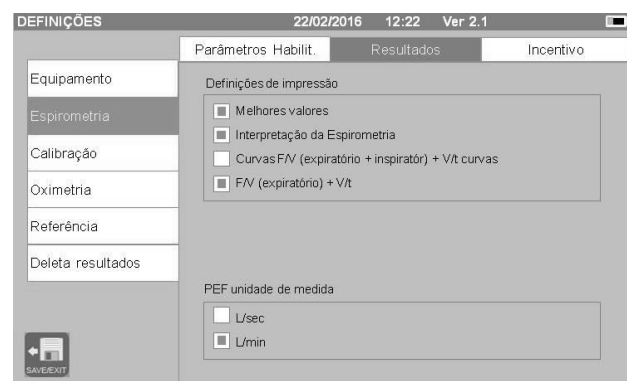 DEFINIÇÕES 22/02/2016 12:22 Ver 2.1
Parâmetros Habilit. Resultados Incentivo
Equipamento
Espirometria
Calibração
Oximetria
Referência
Deleta resultados
Definições de impressão
Melhores valores
Interpretação da Espirometria
Curvas F/V (expiratório + inspiratór) + V/t curvas
F/V (expiratório) + V/t
PEF unidade de medida
L/sec
L/min
SAVE/EXIT